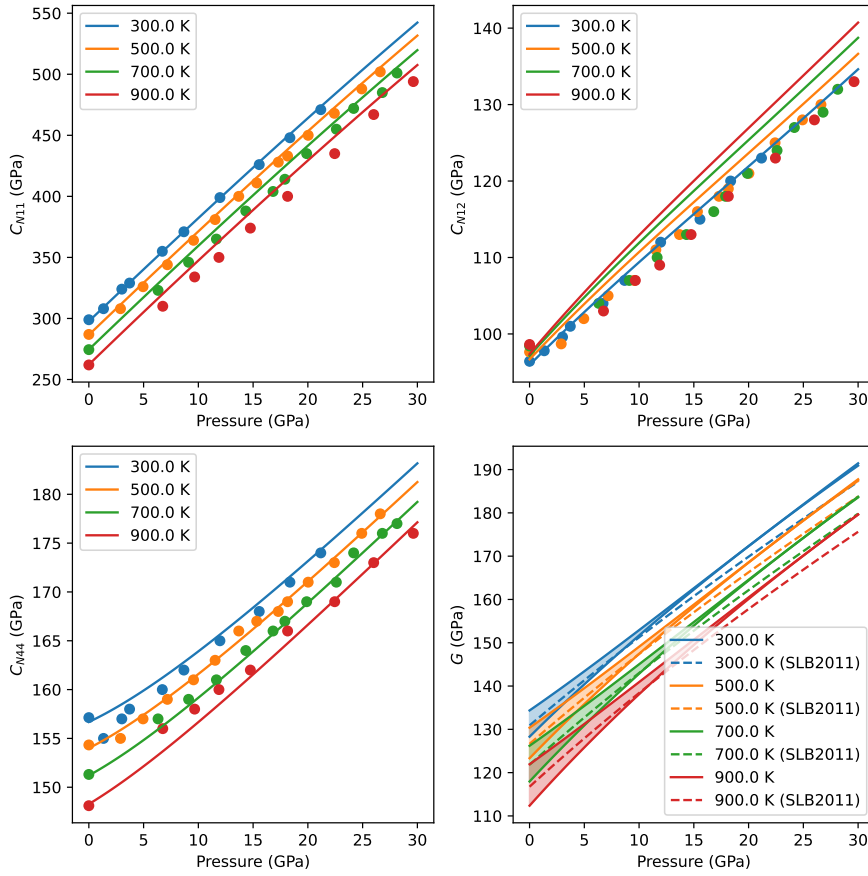 550
500
450
400
350
300
250
C_N11 (GPa)
300.0 K
500.0 K
700.0 K
900.0 K
0 5 10 15 20 25 30
Pressure (GPa)
140
130
120
110
100
C_N12 (GPa)
300.0 K
500.0 K
700.0 K
900.0 K
0 5 10 15 20 25 30
Pressure (GPa)
180
175
170
165
160
155
150
C_N44 (GPa)
300.0 K
500.0 K
700.0 K
900.0 K
0 5 10 15 20 25 30
Pressure (GPa)
190
180
170
160
150
140
130
120
110
G (GPa)
300.0 K
300.0 K (SLB2011)
500.0 K
500.0 K (SLB2011)
700.0 K
700.0 K (SLB2011)
900.0 K
900.0 K (SLB2011)
0 5 10 15 20 25 30
Pressure (GPa)